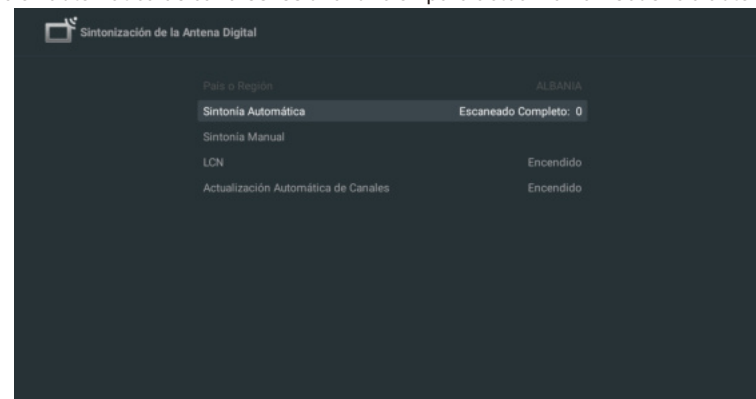 Sintonización de la Antena Digital
País o Región ALBANIA
Sintonía Automática Escaneado Completo: 0
Sintonía Manual
LCN Encendido
Actualización Automática de Canales Encendido